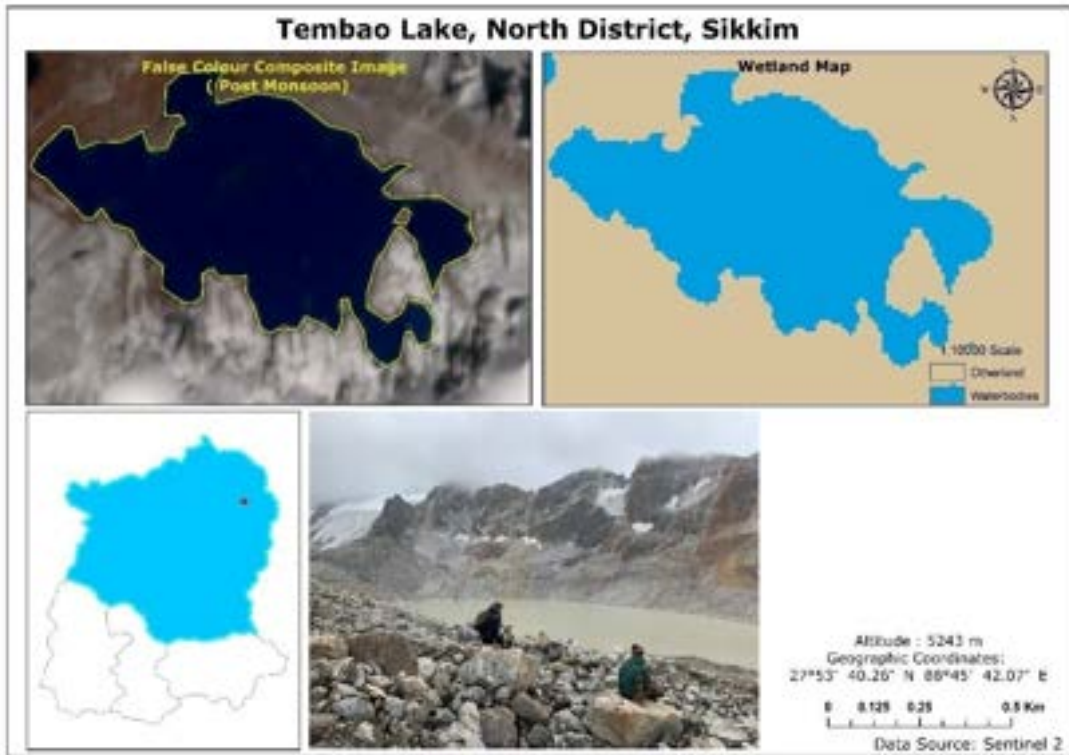 Tembao Lake, North District, Sikkim
False Colour Composite Image
( Post Monsoon)
Wetland Map
1:10000 Scale
Otherland
Waterbodies
Altitude : 5243 m
Geographic Coordinates:
27°53' 40.26" N 88°45' 42.07" E
0 0.125 0.25 0.5 Km
Data Source: Sentinel 2